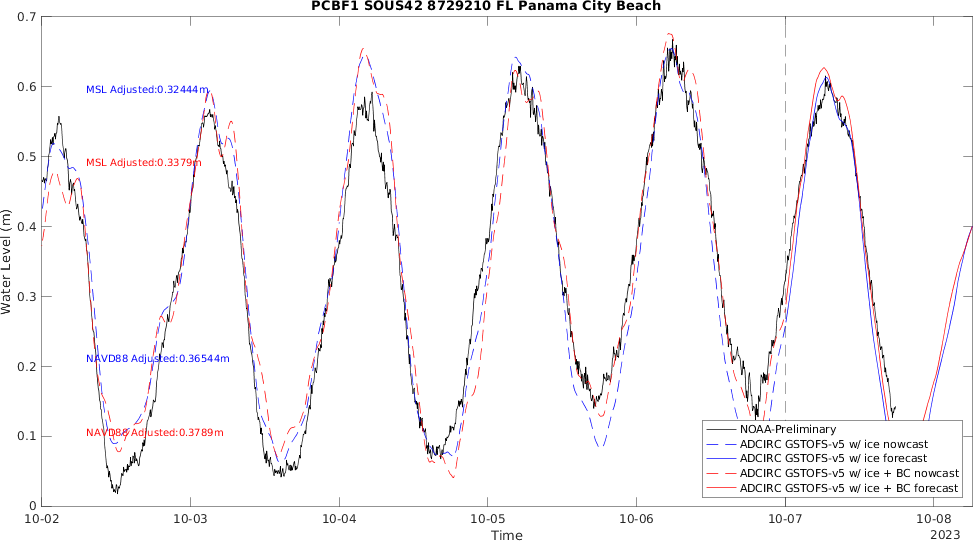 PCBF1 SOUS42 8729210 FL Panama City Beach
0.7
0.6
0.5
0.4
0.3
0.2
0.1
0
Water Level (m)
MSL Adjusted:0.32444m
MSL Adjusted:0.3379m
NAVD88 Adjusted:0.36544m
NAVD88 Adjusted:0.3789m
NOAA-Preliminary
ADCIRC GSTOFS-v5 w/ ice nowcast
ADCIRC GSTOFS-v5 w/ ice forecast
ADCIRC GSTOFS-v5 w/ ice + BC nowcast
ADCIRC GSTOFS-v5 w/ ice + BC forecast
10-02 10-03 10-04 10-05 10-06 10-07 10-08
Time
2023